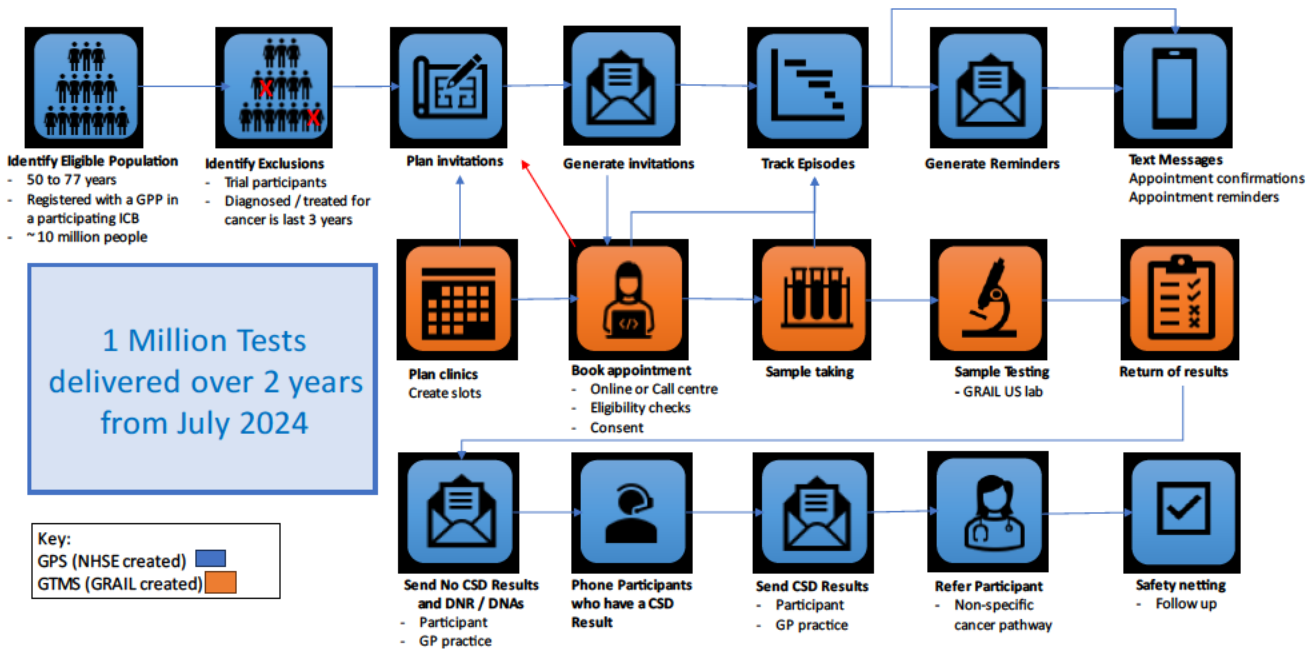 Identify Eligible Population
- 50 to 77 years
- Registered with a GPP in
a participating ICB
- ~ 10 million people
Identify Exclusions
- Trial participants
- Diagnosed / treated for
cancer is last 3 years
Plan invitations
Generate invitations
Track Episodes
Generate Reminders
Text Messages
Appointment confirmations
Appointment reminders
1 Million Tests
delivered over 2 years
from July 2024
Plan clinics
Create slots
Book appointment
- Online or Call centre
- Eligibility checks
- Consent
Sample taking
Sample Testing
- GRAIL US lab
Return of results
Key:
GPS (NHSE created)
GTMS (GRAIL created)
Send No CSD Results
and DNR / DNAs
- Participant
- GP practice
Phone Participants
who have a CSD
Result
Send CSD Results
- Participant
- GP practice
Refer Participant
- Non-specific
cancer pathway
Safety netting
- Follow up